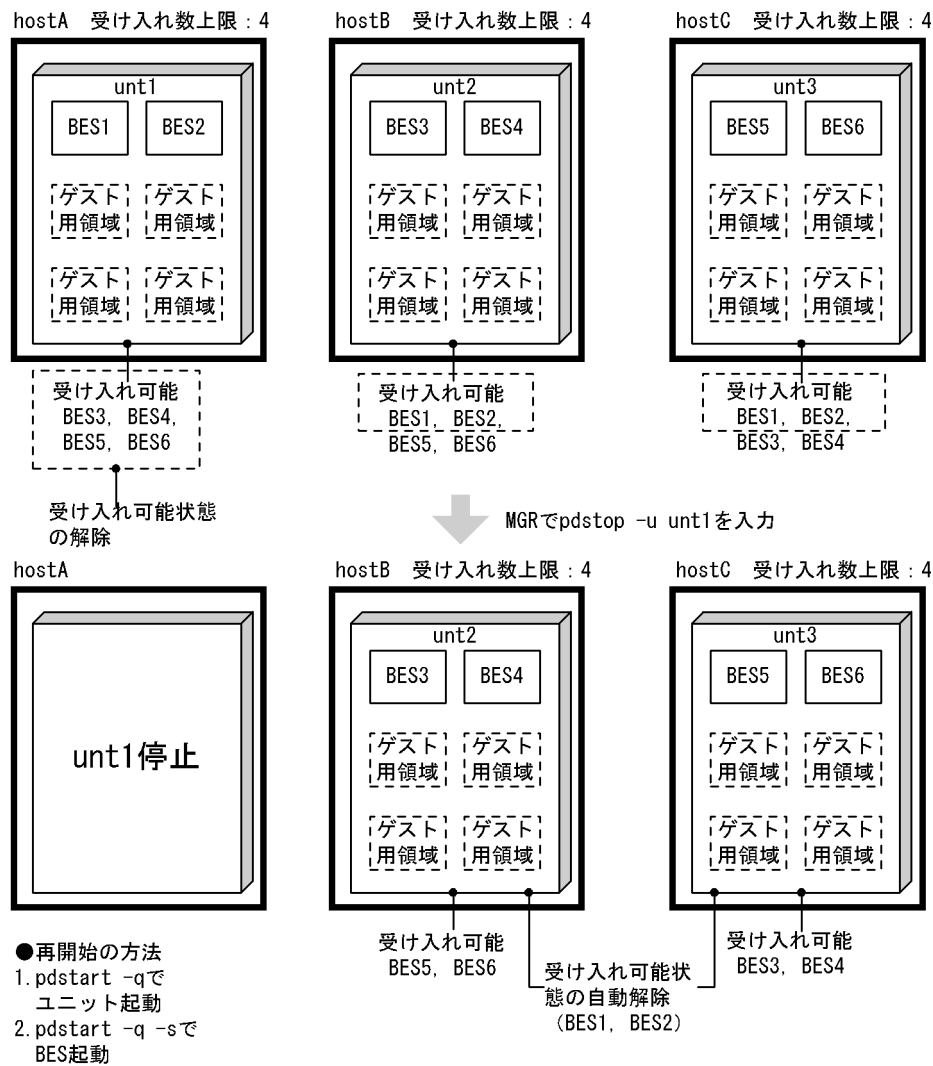 hostA 受け入れ数上限：4
hostB 受け入れ数上限：4
hostC 受け入れ数上限：4
unt1
BES1
BES2
ゲスト
用領域
ゲスト
用領域
ゲスト
用領域
ゲスト
用領域
受け入れ可能
BES3, BES4,
BES5, BES6
受け入れ可能状態
の解除
unt2
BES3
BES4
ゲスト
用領域
ゲスト
用領域
ゲスト
用領域
ゲスト
用領域
受け入れ可能
BES1, BES2,
BES5, BES6
unt3
BES5
BES6
ゲスト
用領域
ゲスト
用領域
ゲスト
用領域
ゲスト
用領域
受け入れ可能
BES1, BES2,
BES3, BES4
MGRでpdstop -u unt1を入力
hostA
hostB 受け入れ数上限：4
hostC 受け入れ数上限：4
unt1停止
unt2
BES3
BES4
ゲスト
用領域
ゲスト
用領域
ゲスト
用領域
ゲスト
用領域
受け入れ可能
BES5, BES6
unt3
BES5
BES6
ゲスト
用領域
ゲスト
用領域
ゲスト
用領域
ゲスト
用領域
受け入れ可能
BES3, BES4
受け入れ可能状
態の自動解除
（BES1, BES2）
●再開始の方法
1.pdstart -qで
ユニット起動
2.pdstart -q -sで
BES起動